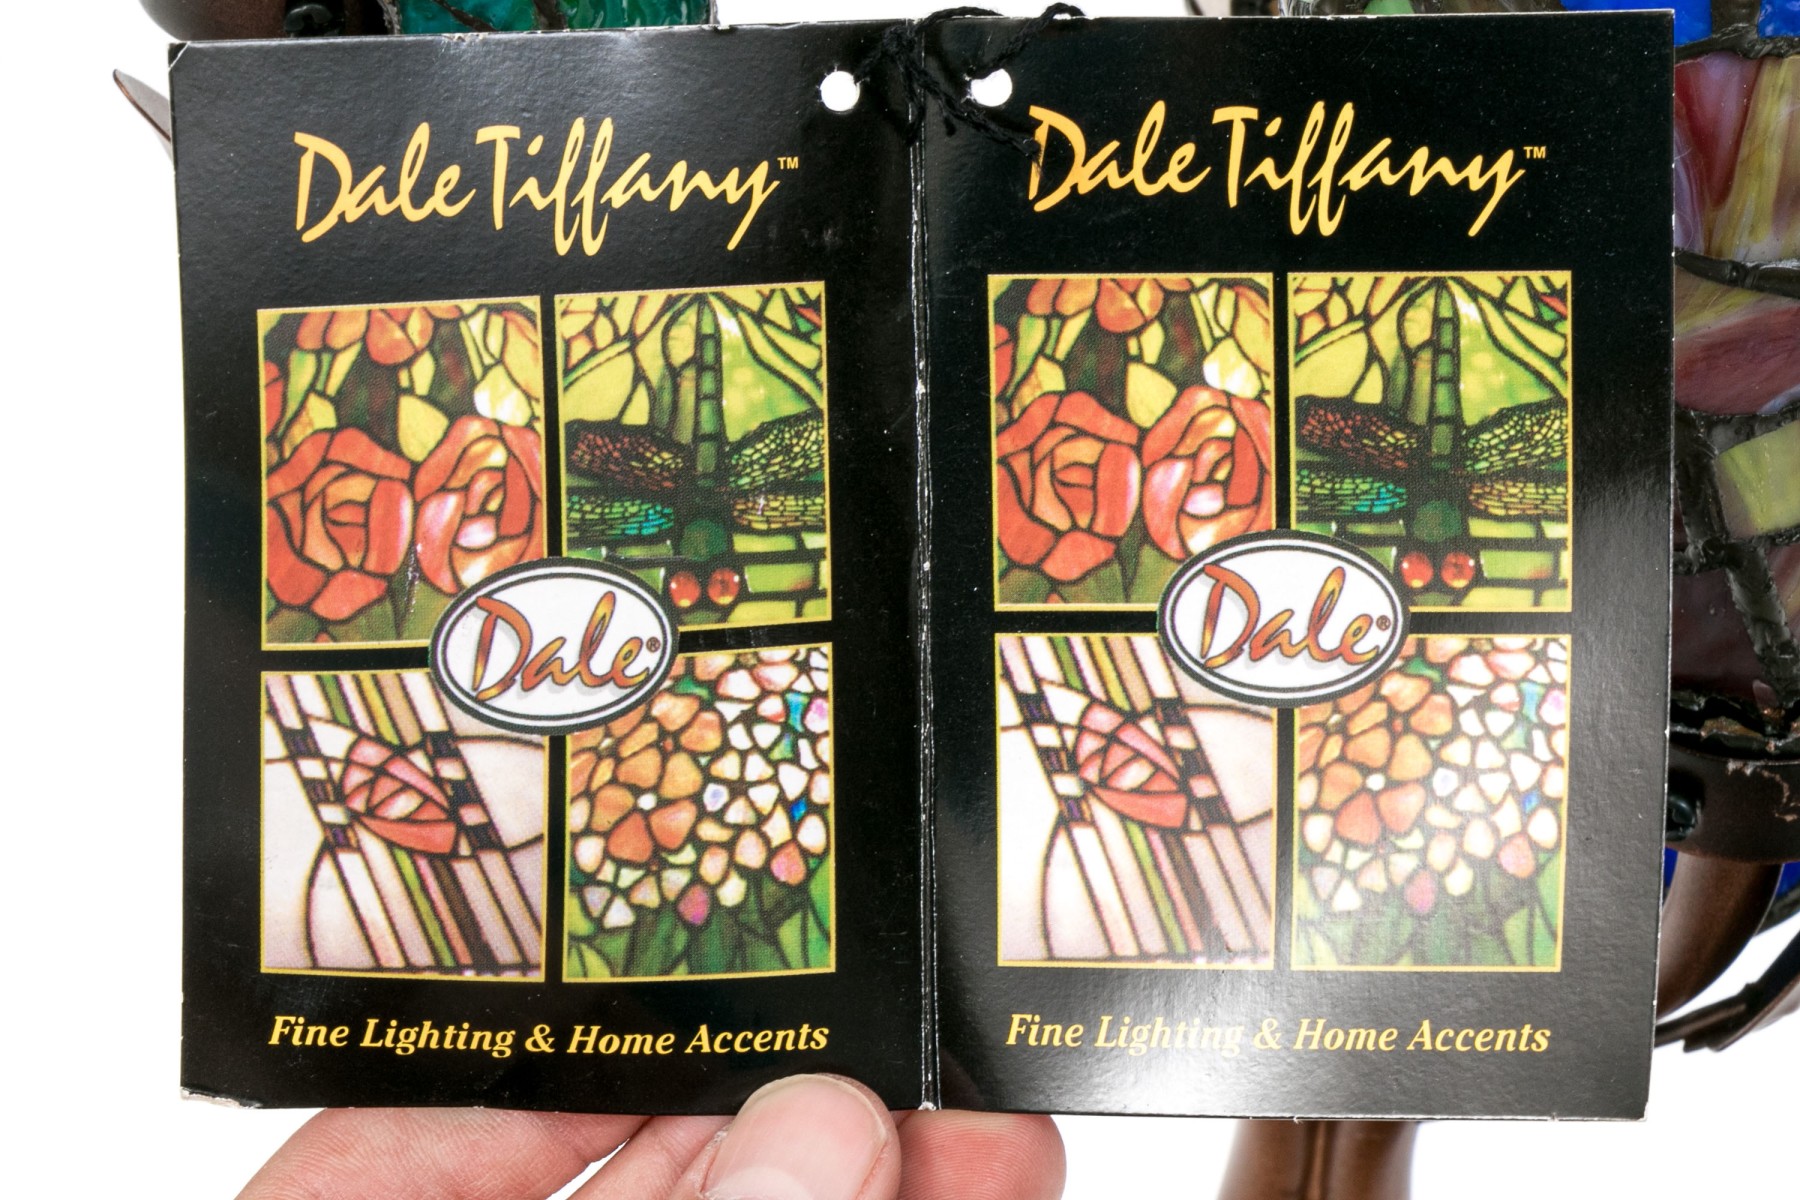 Dale Tiffany™
Dale®
Fine Lighting & Home Accents
Dale Tiffany™
Dale®
Fine Lighting & Home Accents